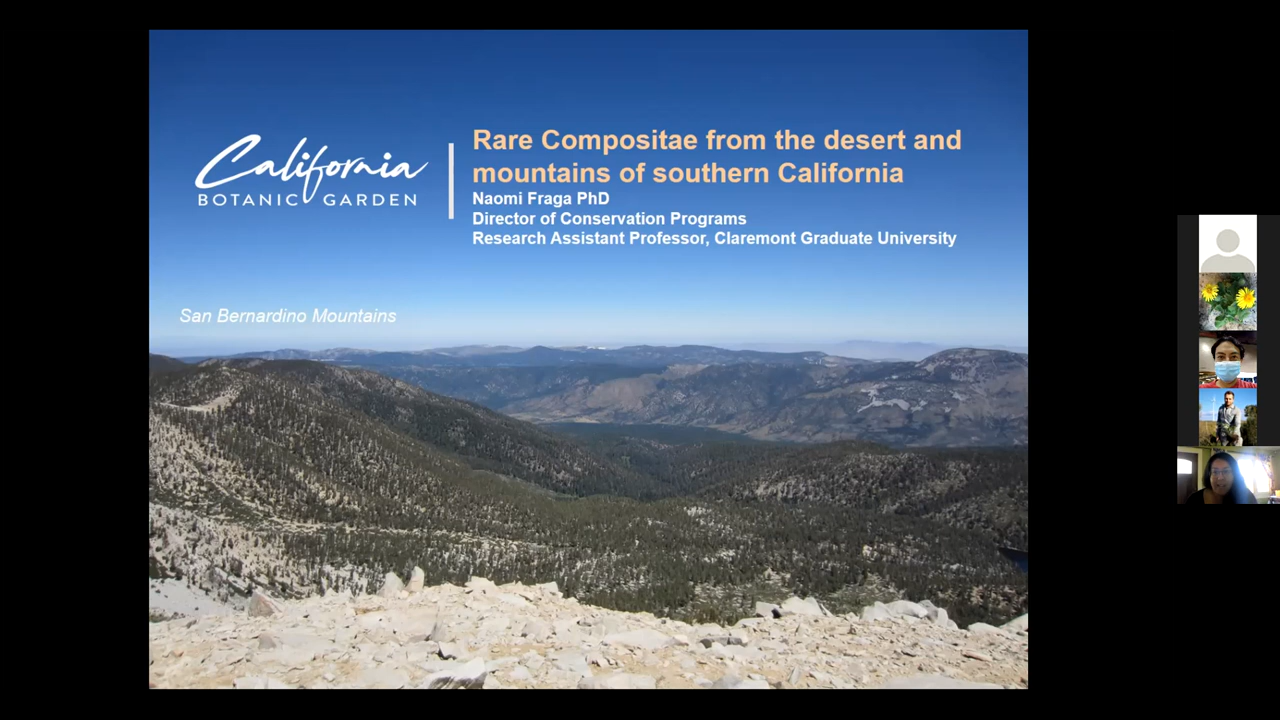 California
BOTANIC GARDEN
Rare Compositae from the desert and
mountains of southern California
Naomi Fraga PhD
Director of Conservation Programs
Research Assistant Professor, Claremont Graduate University
San Bernardino Mountains